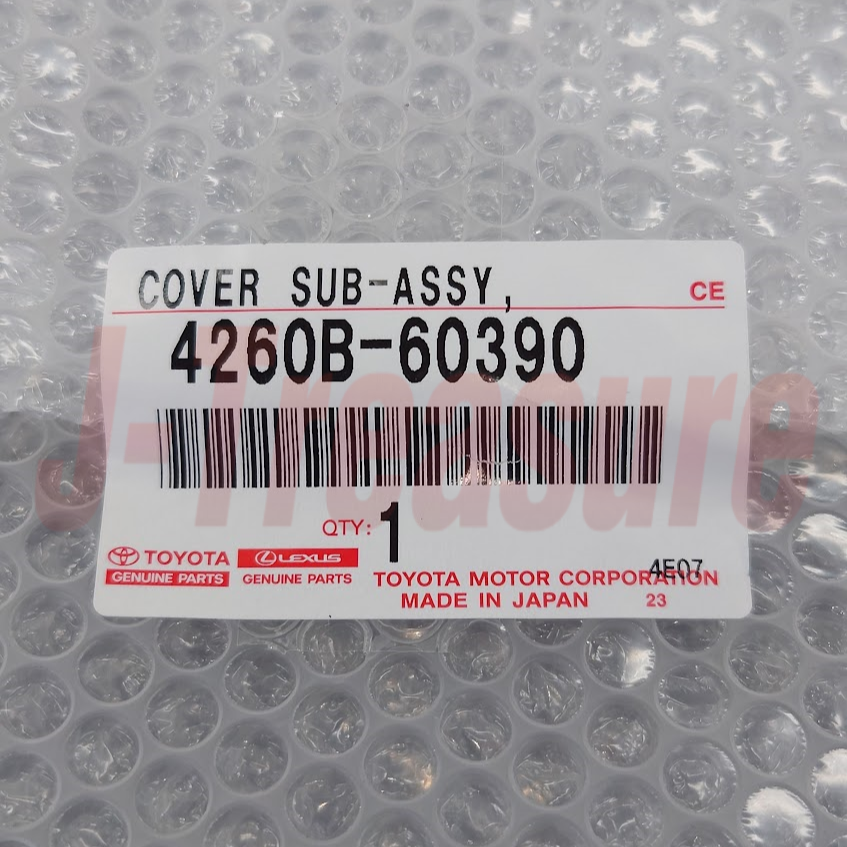 COVER SUB-ASSY,
CE
4260B-60390
J-Treasure
QTY: 1
TOYOTA
GENUINE PARTS
LEXUS
GENUINE PARTS
4E07
TOYOTA MOTOR CORPORATION
MADE IN JAPAN
23